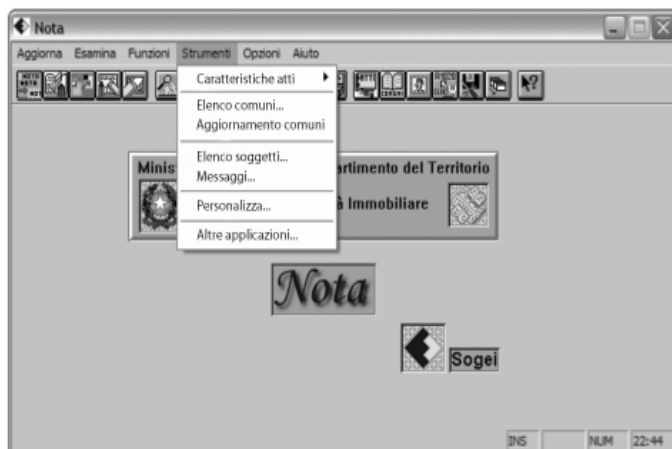 Nota
Aggiorna Esamina Funzioni Strumenti Opzioni Aiuto
Caratteristiche atti
Elenco comuni...
Aggiornamento comuni
Elenco soggetti...
Messaggi...
Personalizza...
Altre applicazioni...
Minis artimento del Territorio
à Immobiliare
Nota
Sogei
INS NUM 22:44